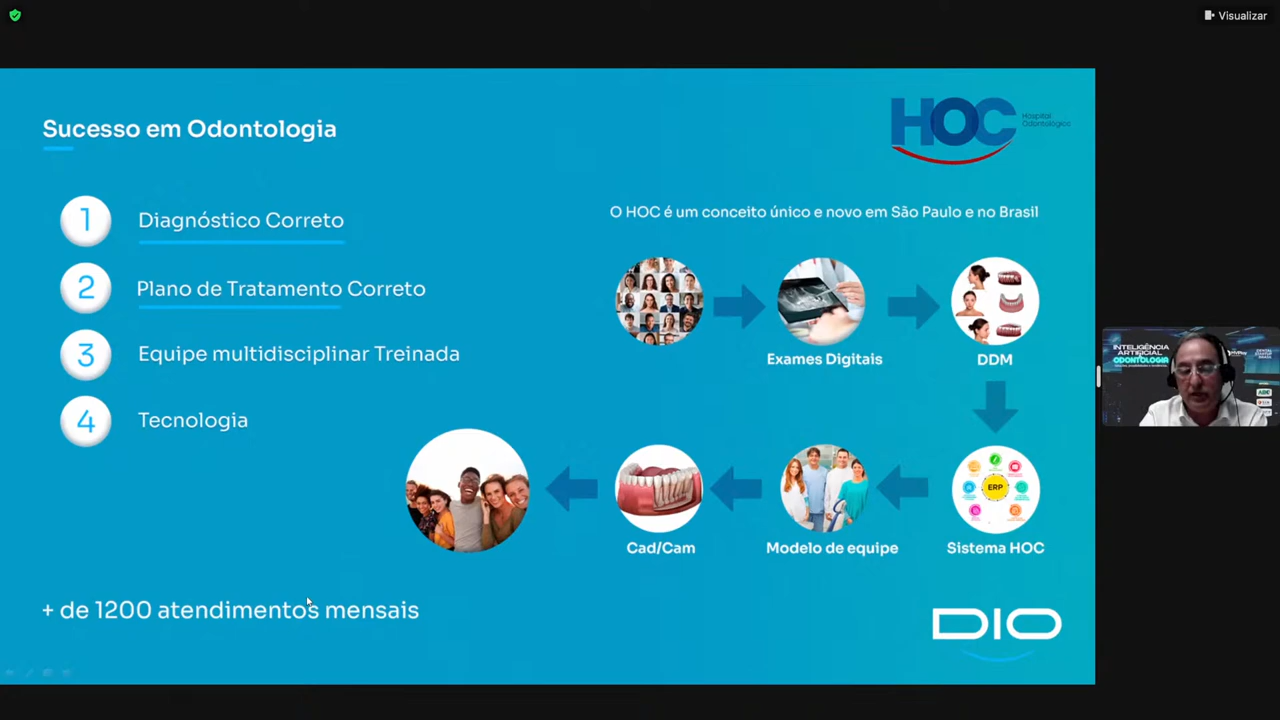 Visualizar
Sucesso em Odontologia
HOC
Hospital
Odontológico
1
Diagnóstico Correto
2
Plano de Tratamento Correto
3
Equipe multidisciplinar Treinada
4
Tecnologia
O HOC é um conceito único e novo em São Paulo e no Brasil
Exames Digitais
DDM
ERP
Cad/Cam
Modelo de equipe
Sistema HOC
+ de 1200 atendimentos mensais
DIO
INTELIGÊNCIA
ARTIFICIAL
ODONTOLOGIA